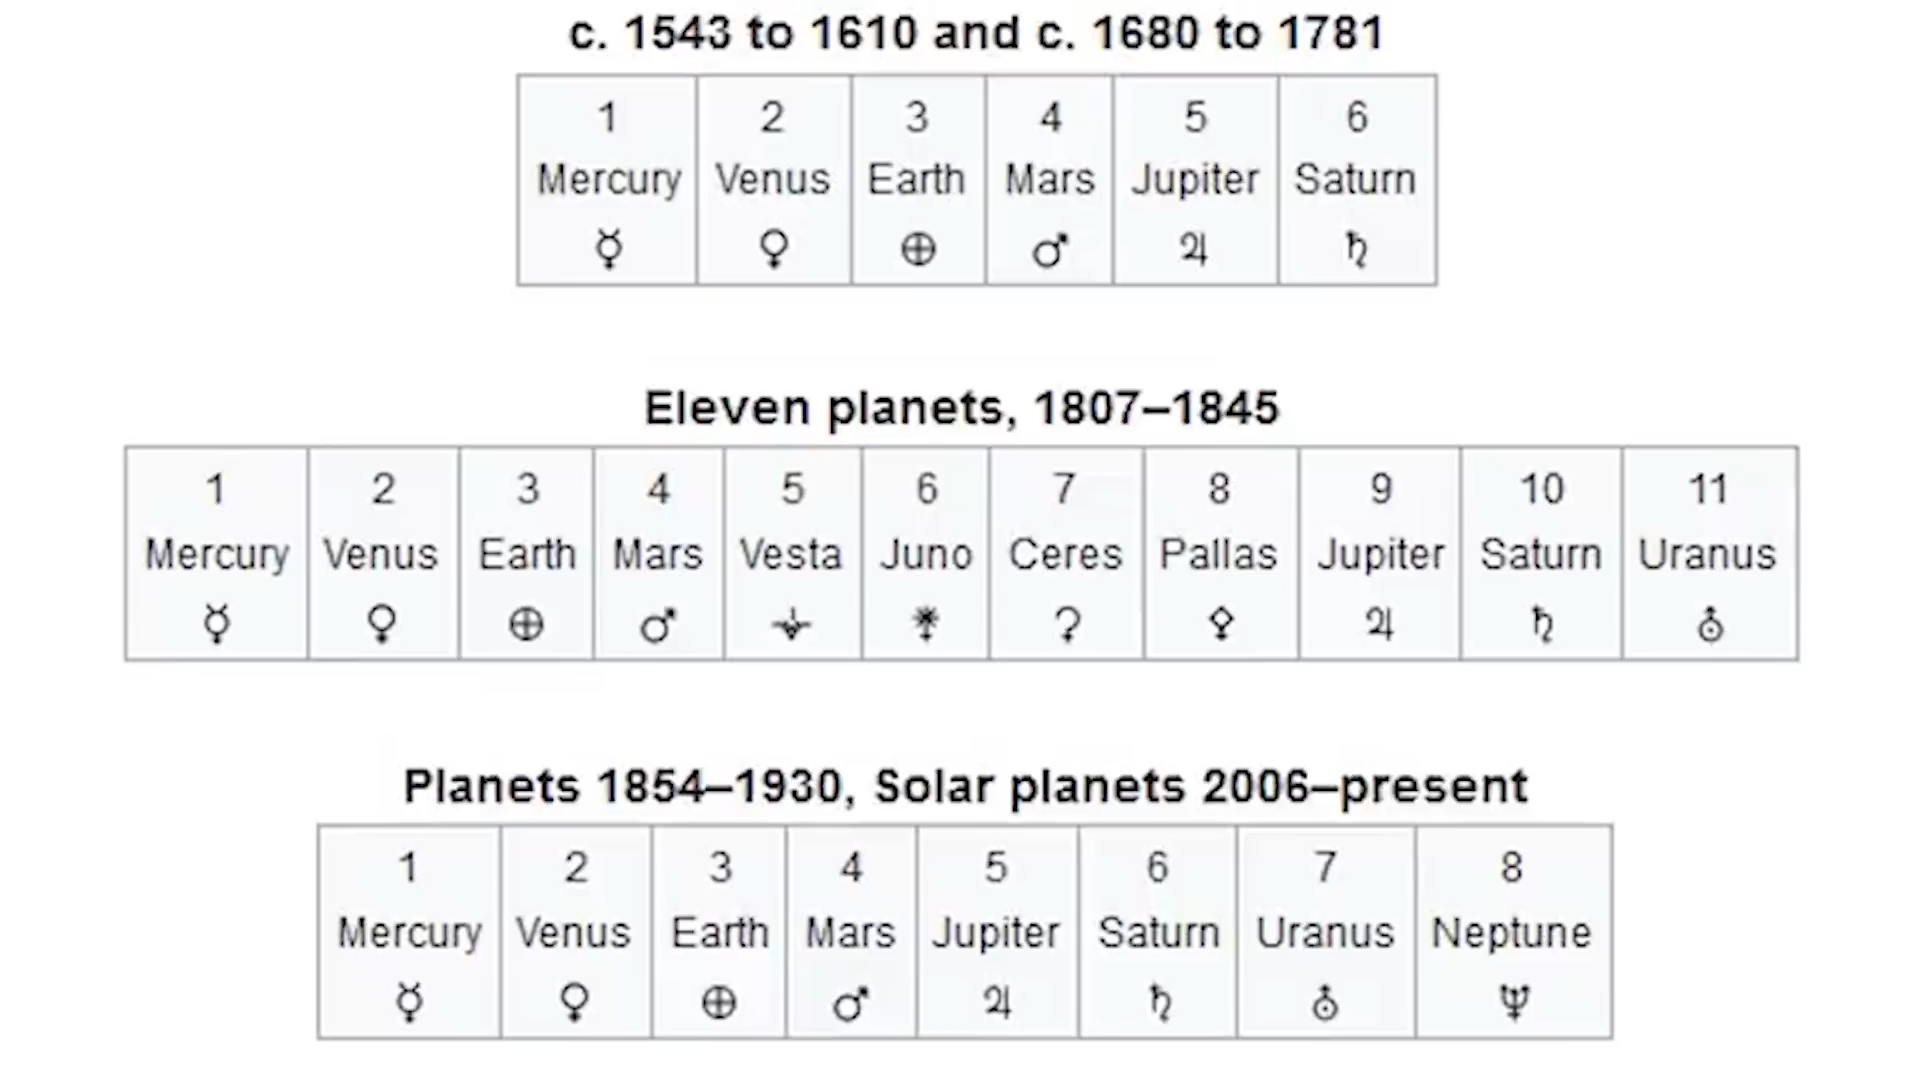 c. 1543 to 1610 and c. 1680 to 1781
1 2 3 4 5 6
Mercury Venus Earth Mars Jupiter Saturn
☿ ♀ ⊕ ♂ ♃ ♄
Eleven planets, 1807–1845
1 2 3 4 5 6 7 8 9 10 11
Mercury Venus Earth Mars Vesta Juno Ceres Pallas Jupiter Saturn Uranus
☿ ♀ ⊕ ♂ ⚶ ⚵ ⚳ ⚴ ♃ ♄ ⛢
Planets 1854–1930, Solar planets 2006–present
1 2 3 4 5 6 7 8
Mercury Venus Earth Mars Jupiter Saturn Uranus Neptune
☿ ♀ ⊕ ♂ ♃ ♄ ⛢ ♆